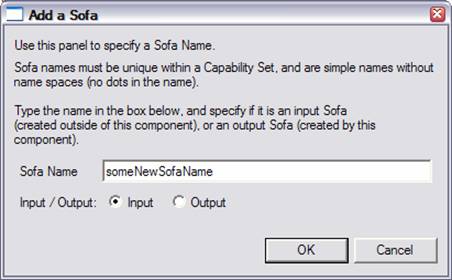 Add a Sofa
Use this panel to specify a Sofa Name.
Sofa names must be unique within a Capability Set, and are simple names without
name spaces (no dots in the name).
Type the name in the box below, and specify if it is an input Sofa
(created outside of this component), or an output Sofa (created by this
component).
Sofa Name someNewSofaName
Input / Output: Input Output
OK Cancel